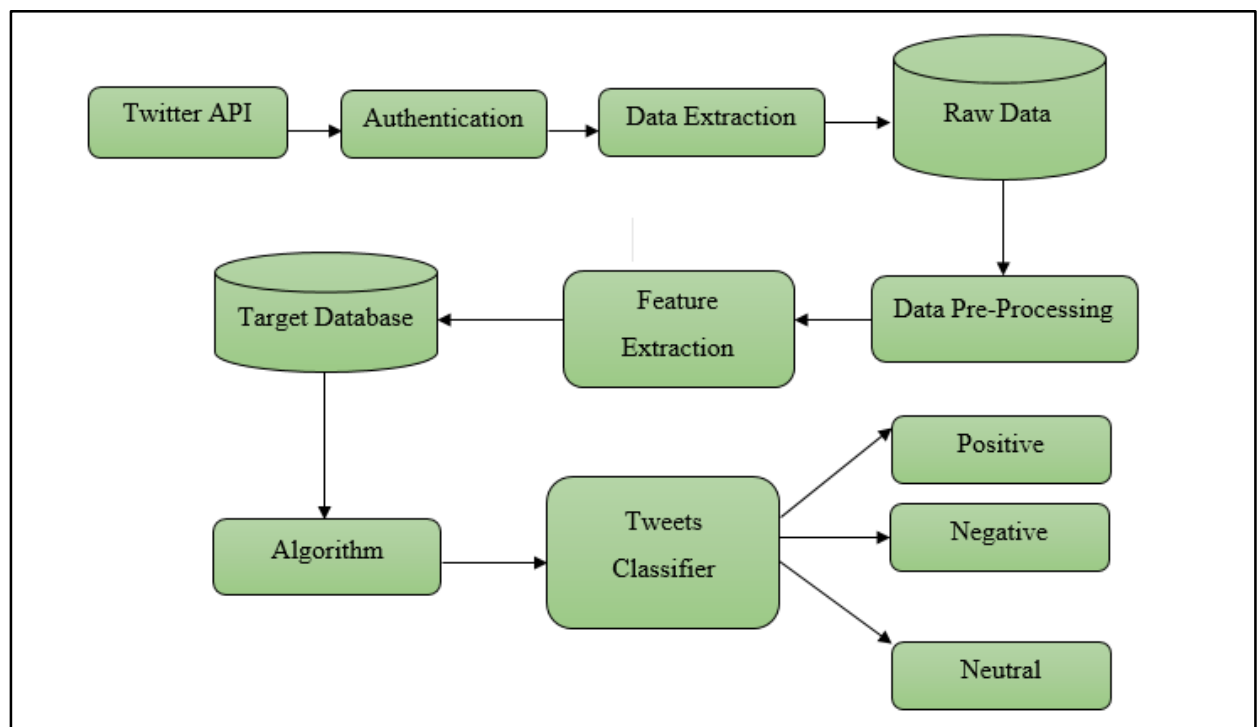 Twitter API
Authentication
Data Extraction
Raw Data
Data Pre-Processing
Feature
Extraction
Target Database
Algorithm
Tweets
Classifier
Positive
Negative
Neutral